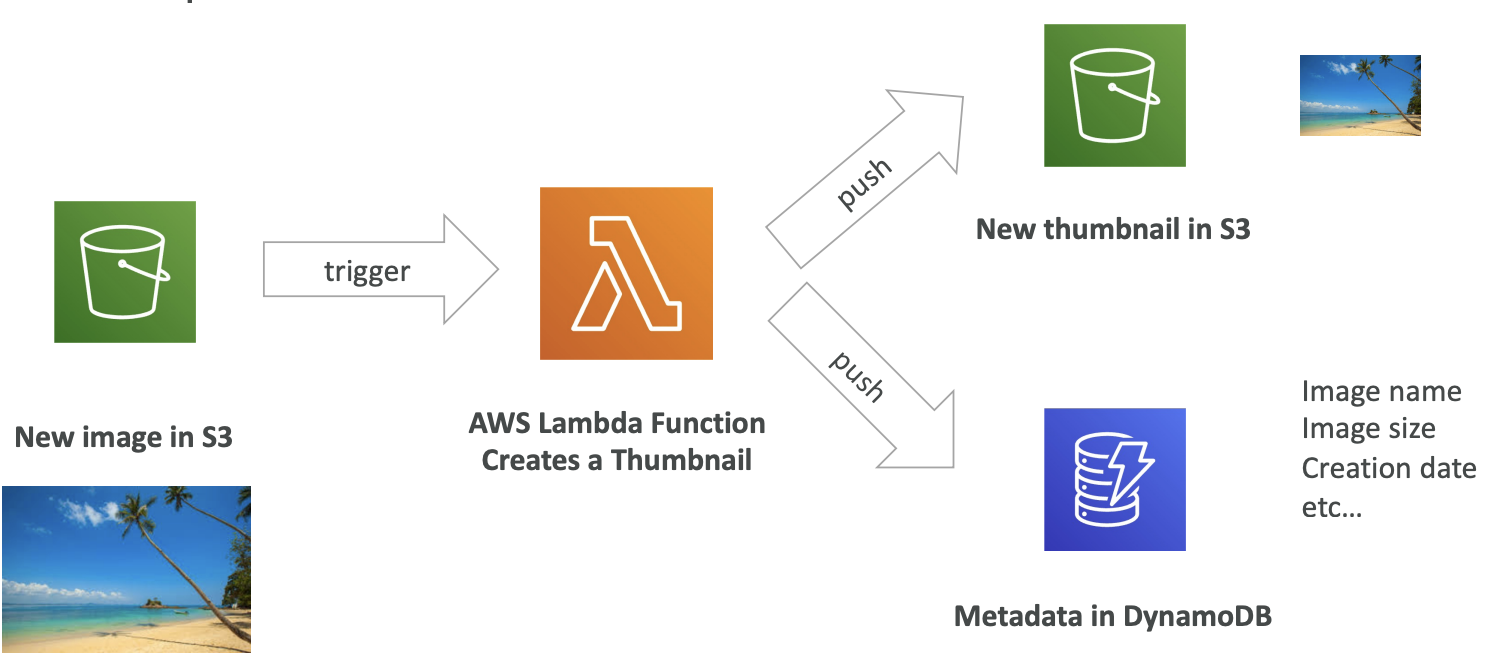 New image in S3
trigger
AWS Lambda Function
Creates a Thumbnail
push
New thumbnail in S3
push
Image name
Image size
Creation date
etc...
Metadata in DynamoDB